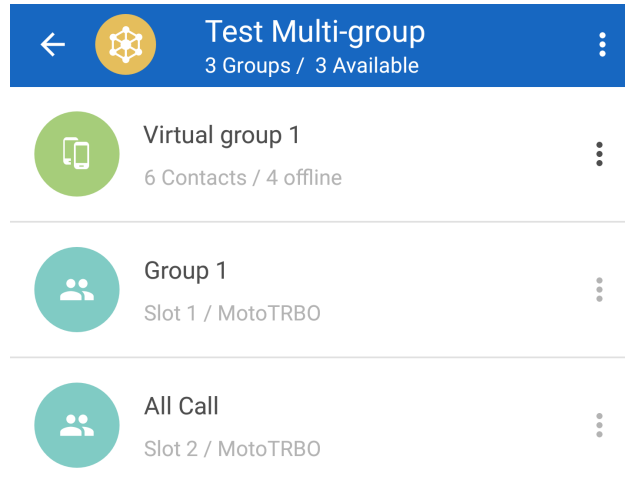 Test Multi-group
3 Groups /  3 Available
Virtual group 1
6 Contacts / 4 offline
Group 1
Slot 1 / MotoTRBO
All Call
Slot 2 / MotoTRBO